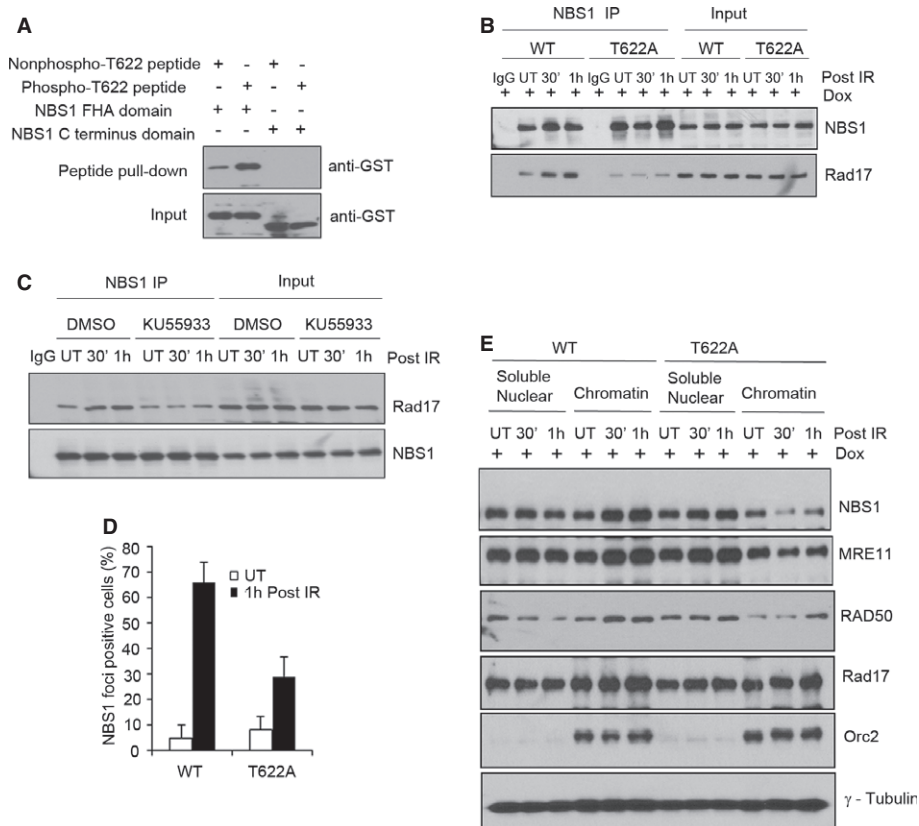 A
Nonphospho-T622 peptide + - + -
Phospho-T622 peptide - + - +
NBS1 FHA domain + + - -
NBS1 C terminus domain - - + +
Peptide pull-down anti-GST
Input anti-GST
B
NBS1 IP Input
WT T622A WT T622A
IgG UT 30' 1h IgG UT 30' 1h UT 30' 1h UT 30' 1h Post IR
+ + + + + + + + + + + + + + Dox
NBS1
Rad17
C
NBS1 IP Input
DMSO KU55933 DMSO KU55933
IgG UT 30' 1h UT 30' 1h UT 30' 1h UT 30' 1h Post IR
Rad17
NBS1
D
NBS1 foci positive cells (%)
80
70
60
50
40
30
20
10
0
UT
1h Post IR
WT T622A
E
WT T622A
Soluble Nuclear Chromatin Soluble Nuclear Chromatin
UT 30' 1h UT 30' 1h UT 30' 1h UT 30' 1h Post IR
+ + + + + + + + + + + + Dox
NBS1
MRE11
RAD50
Rad17
Orc2
γ - Tubulin